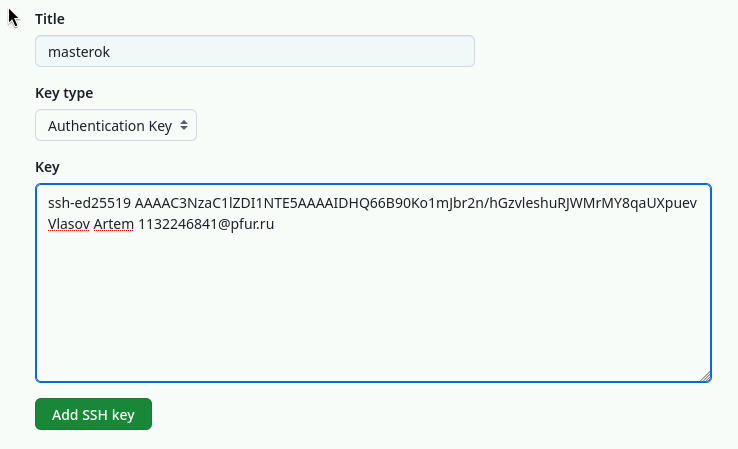 Title
masterok
Key type
Authentication Key
Key
ssh-ed25519 AAAAC3NzaC1lZDI1NTE5AAAAIDHQ66B90Ko1mJbr2n/hGzvleshuRJWMrMY8qaUXpuev
Vlasov Artem 1132246841@pfur.ru
Add SSH key